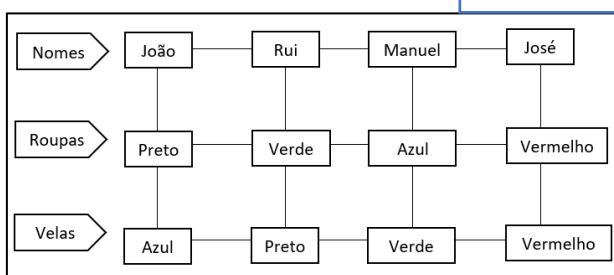 Nomes João Rui Manuel José
Roupas Preto Verde Azul Vermelho
Velas Azul Preto Verde Vermelho